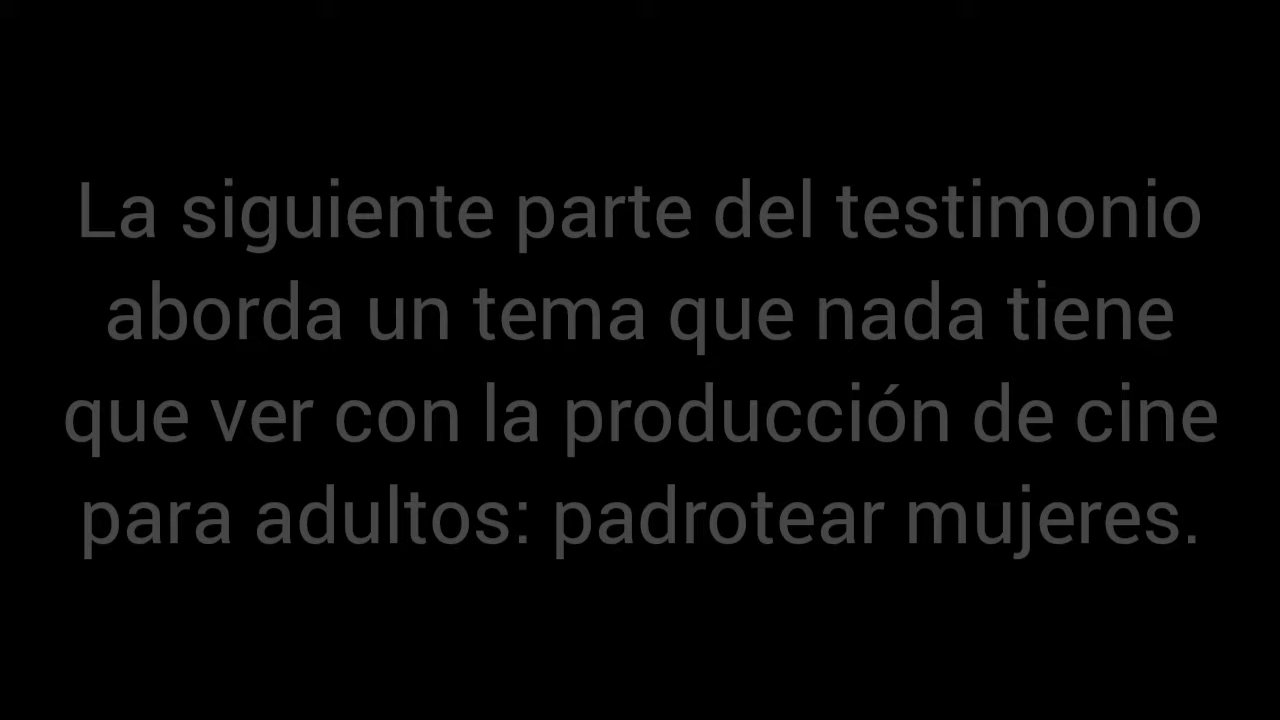 La siguiente parte del testimonio
aborda un tema que nada tiene
que ver con la producción de cine
para adultos: padrotear mujeres.